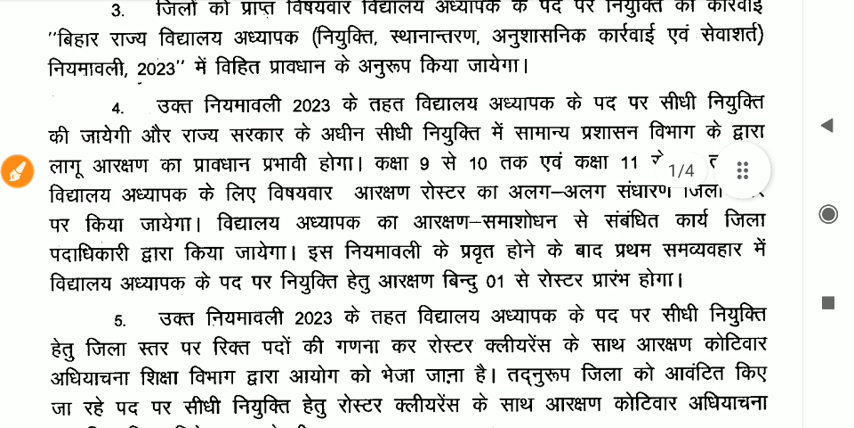 3. जिलों को प्राप्त विषयवार विद्यालय अध्यापक के पद पर नियुक्ति की कार्रवाई
"बिहार राज्य विद्यालय अध्यापक (नियुक्ति, स्थानान्तरण, अनुशासनिक कार्रवाई एवं सेवाशर्त)
नियमावली, 2023" में विहित प्रावधान के अनुरूप किया जायेगा।
4. उक्त नियमावली 2023 के तहत विद्यालय अध्यापक के पद पर सीधी नियुक्ति
की जायेगी और राज्य सरकार के अधीन सीधी नियुक्ति में सामान्य प्रशासन विभाग के द्वारा
लागू आरक्षण का प्रावधान प्रभावी होगा। कक्षा 9 से 10 तक एवं कक्षा 11
1/4
विद्यालय अध्यापक के लिए विषयवार आरक्षण रोस्टर का अलग-अलग संधारण जिला
पर किया जायेगा। विद्यालय अध्यापक का आरक्षण-समाशोधन से संबंधित कार्य जिला
पदाधिकारी द्वारा किया जायेगा। इस नियमावली के प्रवृत होने के बाद प्रथम समव्यवहार में
विद्यालय अध्यापक के पद पर नियुक्ति हेतु आरक्षण बिन्दु 01 से रोस्टर प्रारंभ होगा।
5. उक्त नियमावली 2023 के तहत विद्यालय अध्यापक के पद पर सीधी नियुक्ति
हेतु जिला स्तर पर रिक्त पदों की गणना कर रोस्टर क्लीयरेंस के साथ आरक्षण कोटिवार
अधियाचना शिक्षा विभाग द्वारा आयोग को भेजा जाना है। तद्नुरूप जिला को आवंटित किए
जा रहे पद पर सीधी नियुक्ति हेतु रोस्टर क्लीयरेंस के साथ आरक्षण कोटिवार अधियाचना